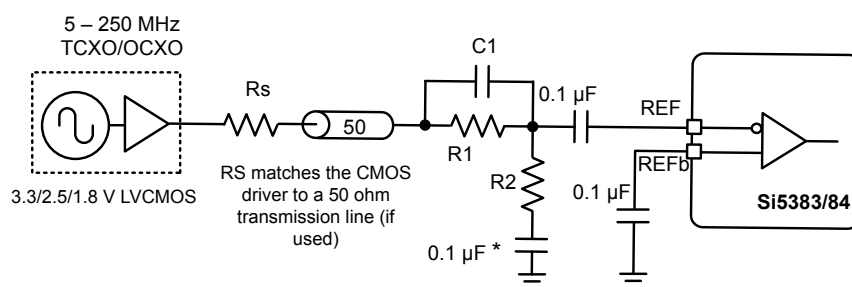 5 – 250 MHz
TCXO/OCXO
C1
Rs
50
0.1 µF
REF
R1
REFb
3.3/2.5/1.8 V LVCMOS
RS matches the CMOS
driver to a 50 ohm
transmission line (if
used)
R2
0.1 µF
Si5383/84
0.1 µF *